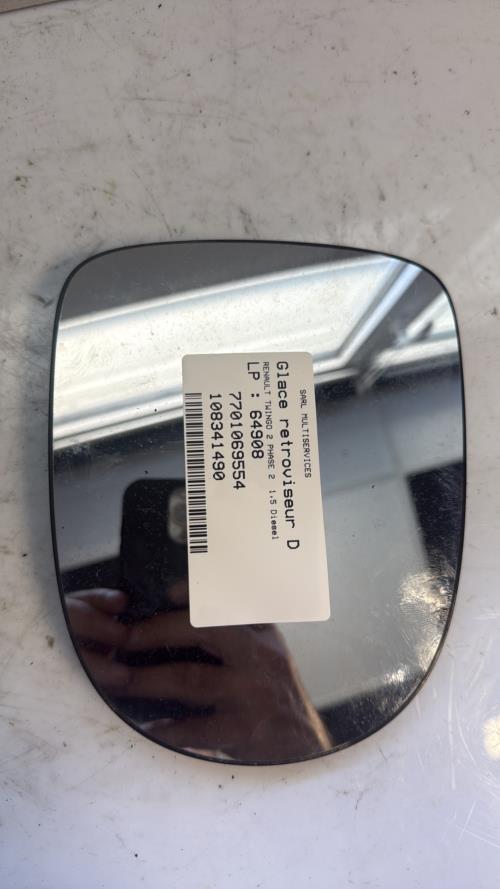 SARL MULTISERVICES
Glace retroviseur D
RENAULT TWINGO 2 PHASE 2 1.5 Diesel
LP : 64908
7701069554
108341490